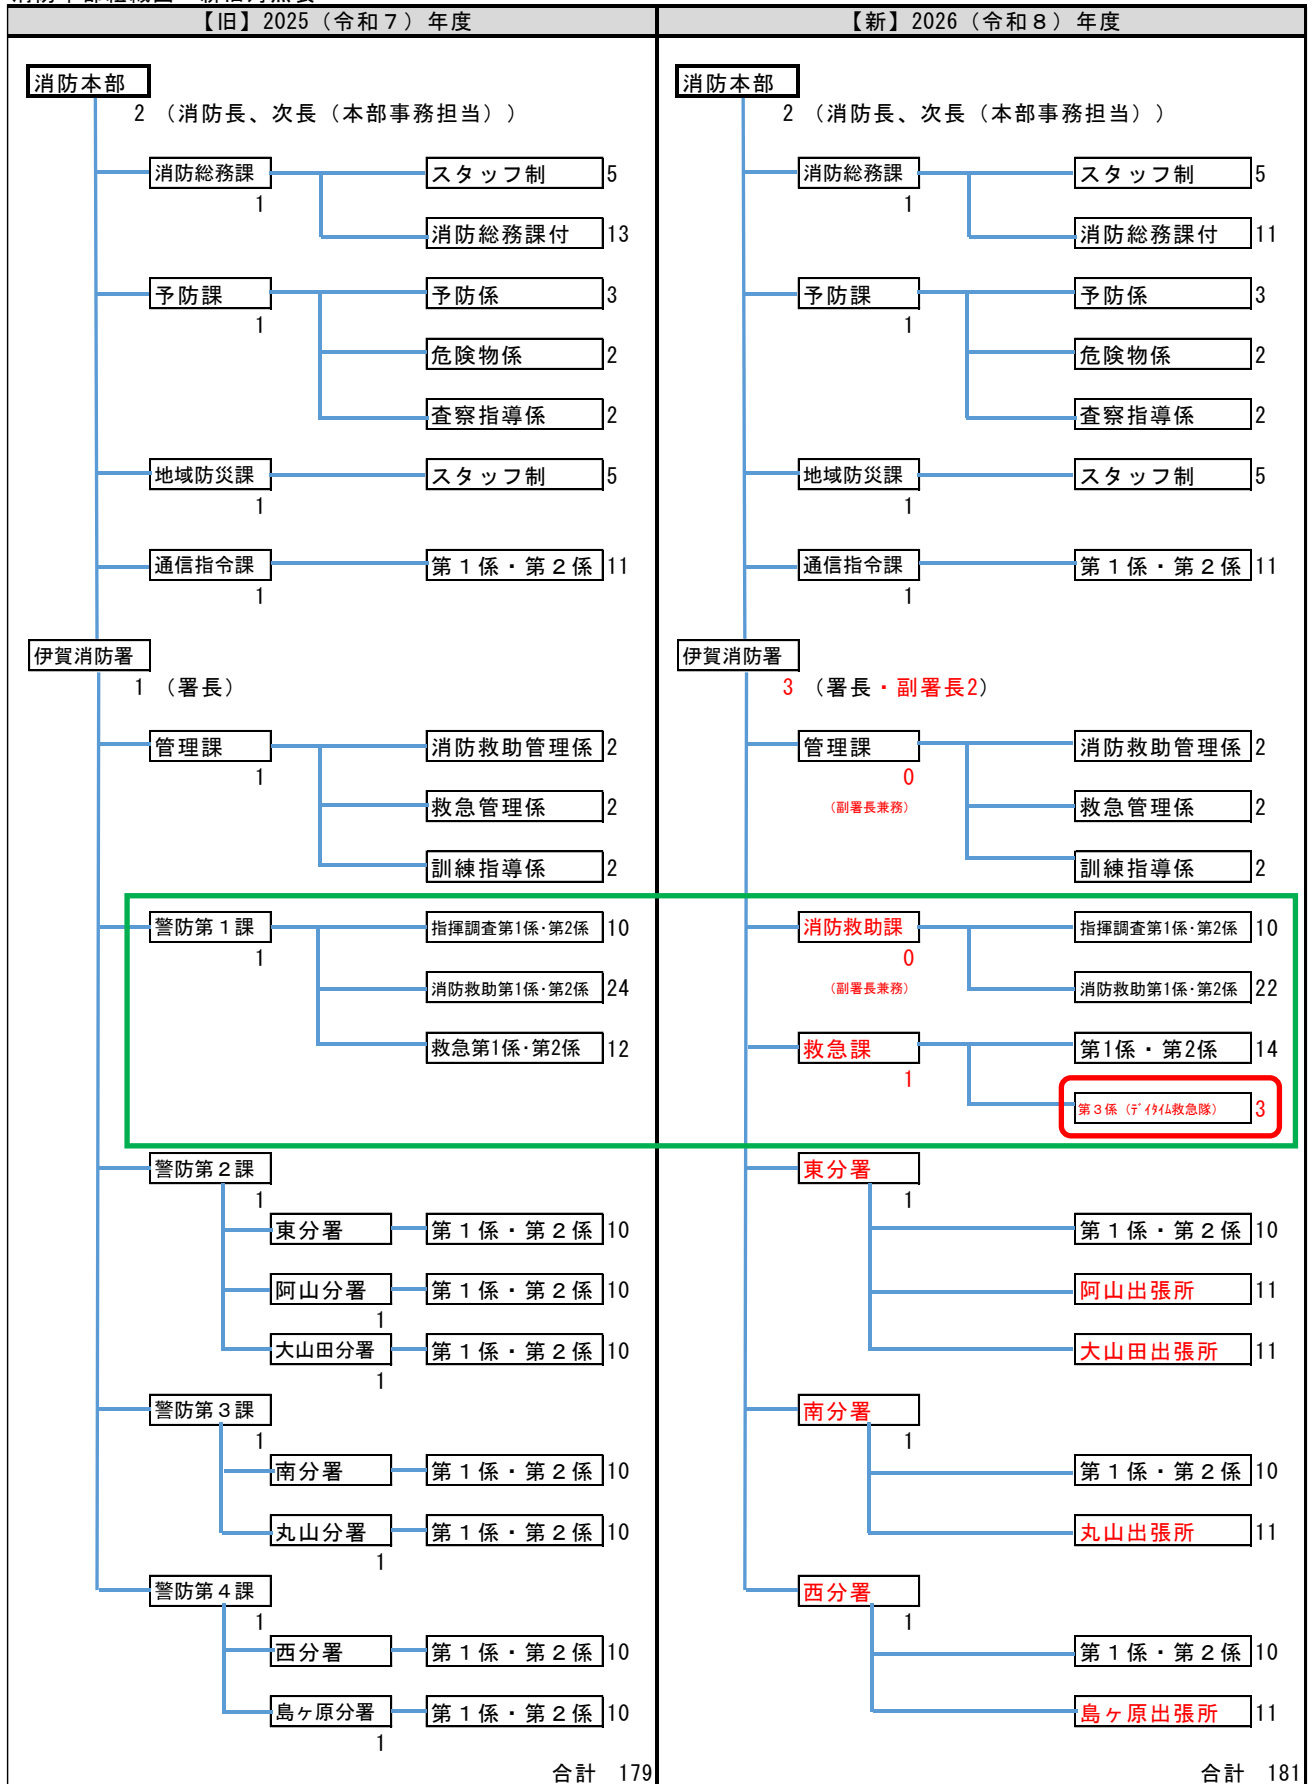 【旧】2025（令和７）年度
消防本部
2 （消防長、次長（本部事務担当））
消防総務課
1
スタッフ制 5
消防総務課付 13
予防課
1
予防係 3
危険物係 2
査察指導係 2
地域防災課
1
スタッフ制 5
通信指令課
1
第１係・第２係 11
伊賀消防署
1 （署長）
管理課
1
消防救助管理係 2
救急管理係 2
訓練指導係 2
警防第１課
1
指揮調査第1係･第2係 10
消防救助第1係･第2係 24
救急第1係･第2係 12
警防第２課
1
東分署 第１係・第２係 10
阿山分署 第１係・第２係 10
1
大山田分署 第１係・第２係 10
1
警防第３課
1
南分署 第１係・第２係 10
丸山分署 第１係・第２係 10
1
警防第４課
1
西分署 第１係・第２係 10
島ヶ原分署 第１係・第２係 10
1
合計 179
【新】2026（令和８）年度
消防本部
2 （消防長、次長（本部事務担当））
消防総務課
1
スタッフ制 5
消防総務課付 11
予防課
1
予防係 3
危険物係 2
査察指導係 2
地域防災課
1
スタッフ制 5
通信指令課
1
第１係・第２係 11
伊賀消防署
3 （署長・副署長2）
管理課
0
（副署長兼務）
消防救助管理係 2
救急管理係 2
訓練指導係 2
消防救助課
0
（副署長兼務）
指揮調査第1係･第2係 10
消防救助第1係･第2係 22
救急課
1
第1係・第2係 14
第３係（ﾃﾞｲﾀｲﾑ救急隊） 3
東分署
1
第１係・第２係 10
阿山出張所 11
大山田出張所 11
南分署
1
第１係・第２係 10
丸山出張所 11
西分署
1
第１係・第２係 10
島ヶ原出張所 11
合計 181